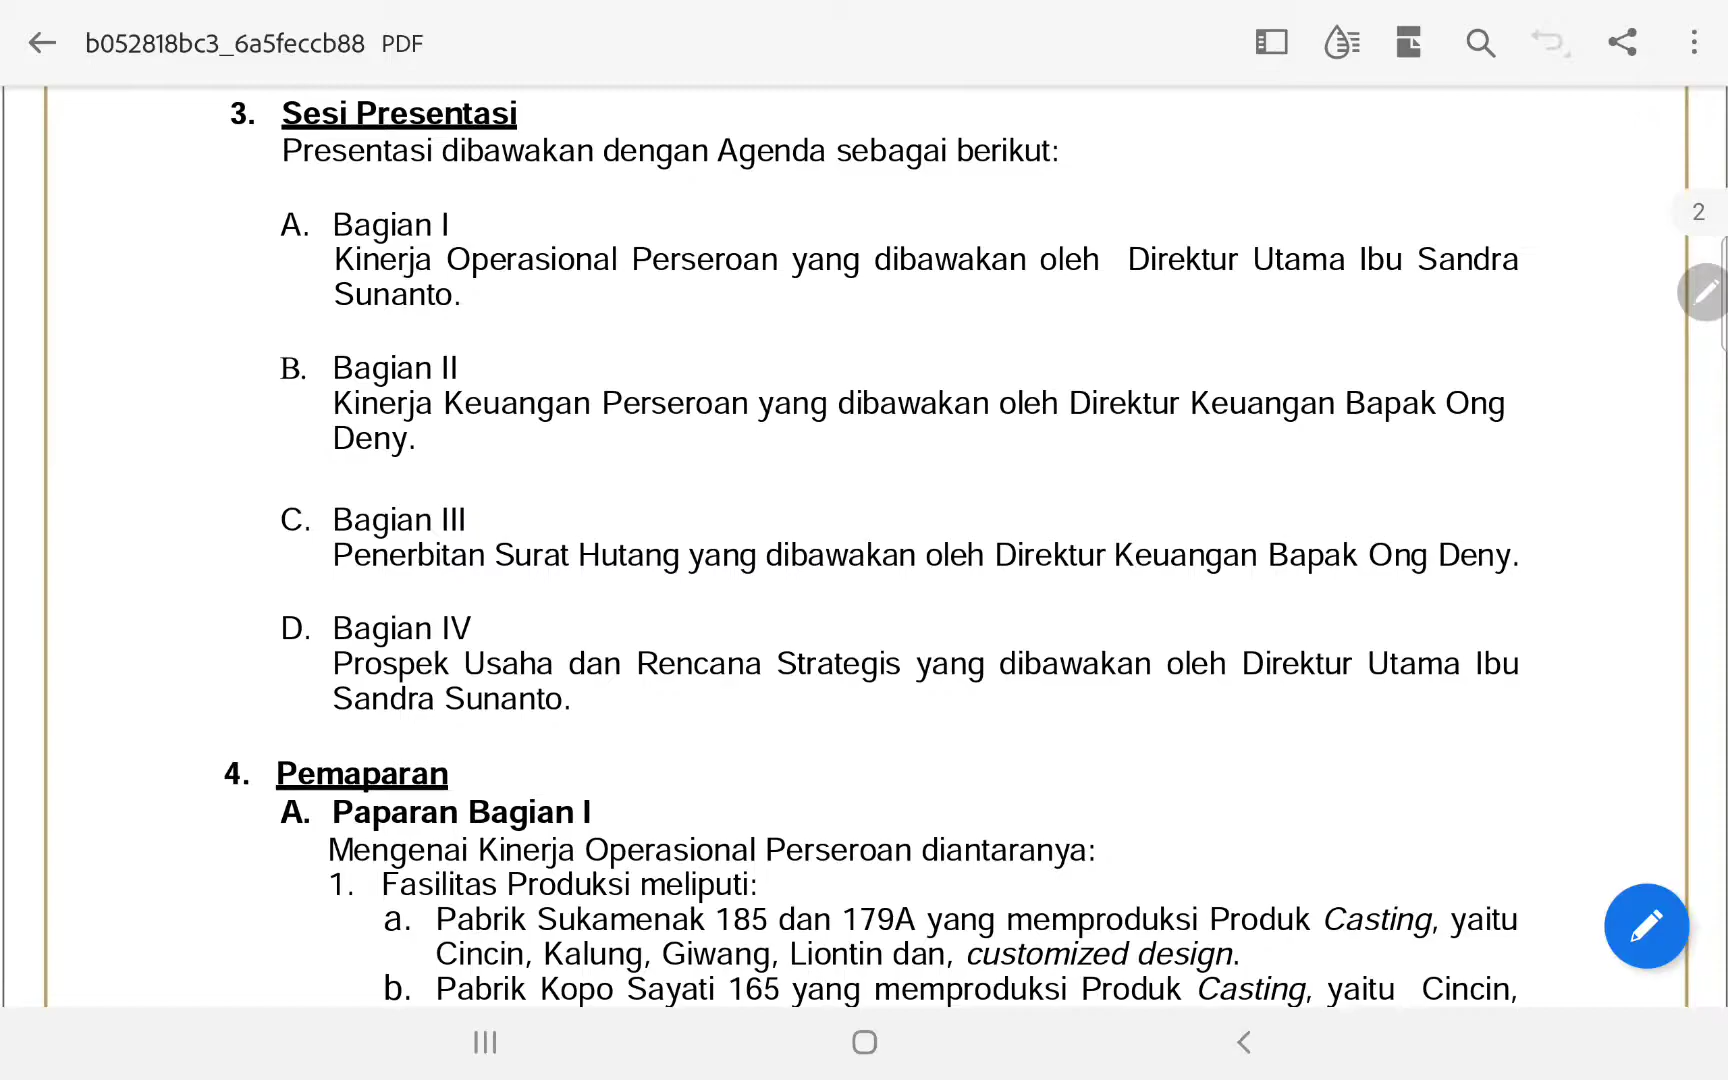 b052818bc3_6a5feccb88 PDF
3. Sesi Presentasi
Presentasi dibawakan dengan Agenda sebagai berikut:
2
A. Bagian I
Kinerja Operasional Perseroan yang dibawakan oleh Direktur Utama Ibu Sandra
Sunanto.
B. Bagian II
Kinerja Keuangan Perseroan yang dibawakan oleh Direktur Keuangan Bapak Ong
Deny.
C. Bagian III
Penerbitan Surat Hutang yang dibawakan oleh Direktur Keuangan Bapak Ong Deny.
D. Bagian IV
Prospek Usaha dan Rencana Strategis yang dibawakan oleh Direktur Utama Ibu
Sandra Sunanto.
4. Pemaparan
A. Paparan Bagian I
Mengenai Kinerja Operasional Perseroan diantaranya:
1. Fasilitas Produksi meliputi:
a. Pabrik Sukamenak 185 dan 179A yang memproduksi Produk Casting, yaitu
Cincin, Kalung, Giwang, Liontin dan, customized design.
b. Pabrik Kopo Sayati 165 yang memproduksi Produk Casting, yaitu Cincin,